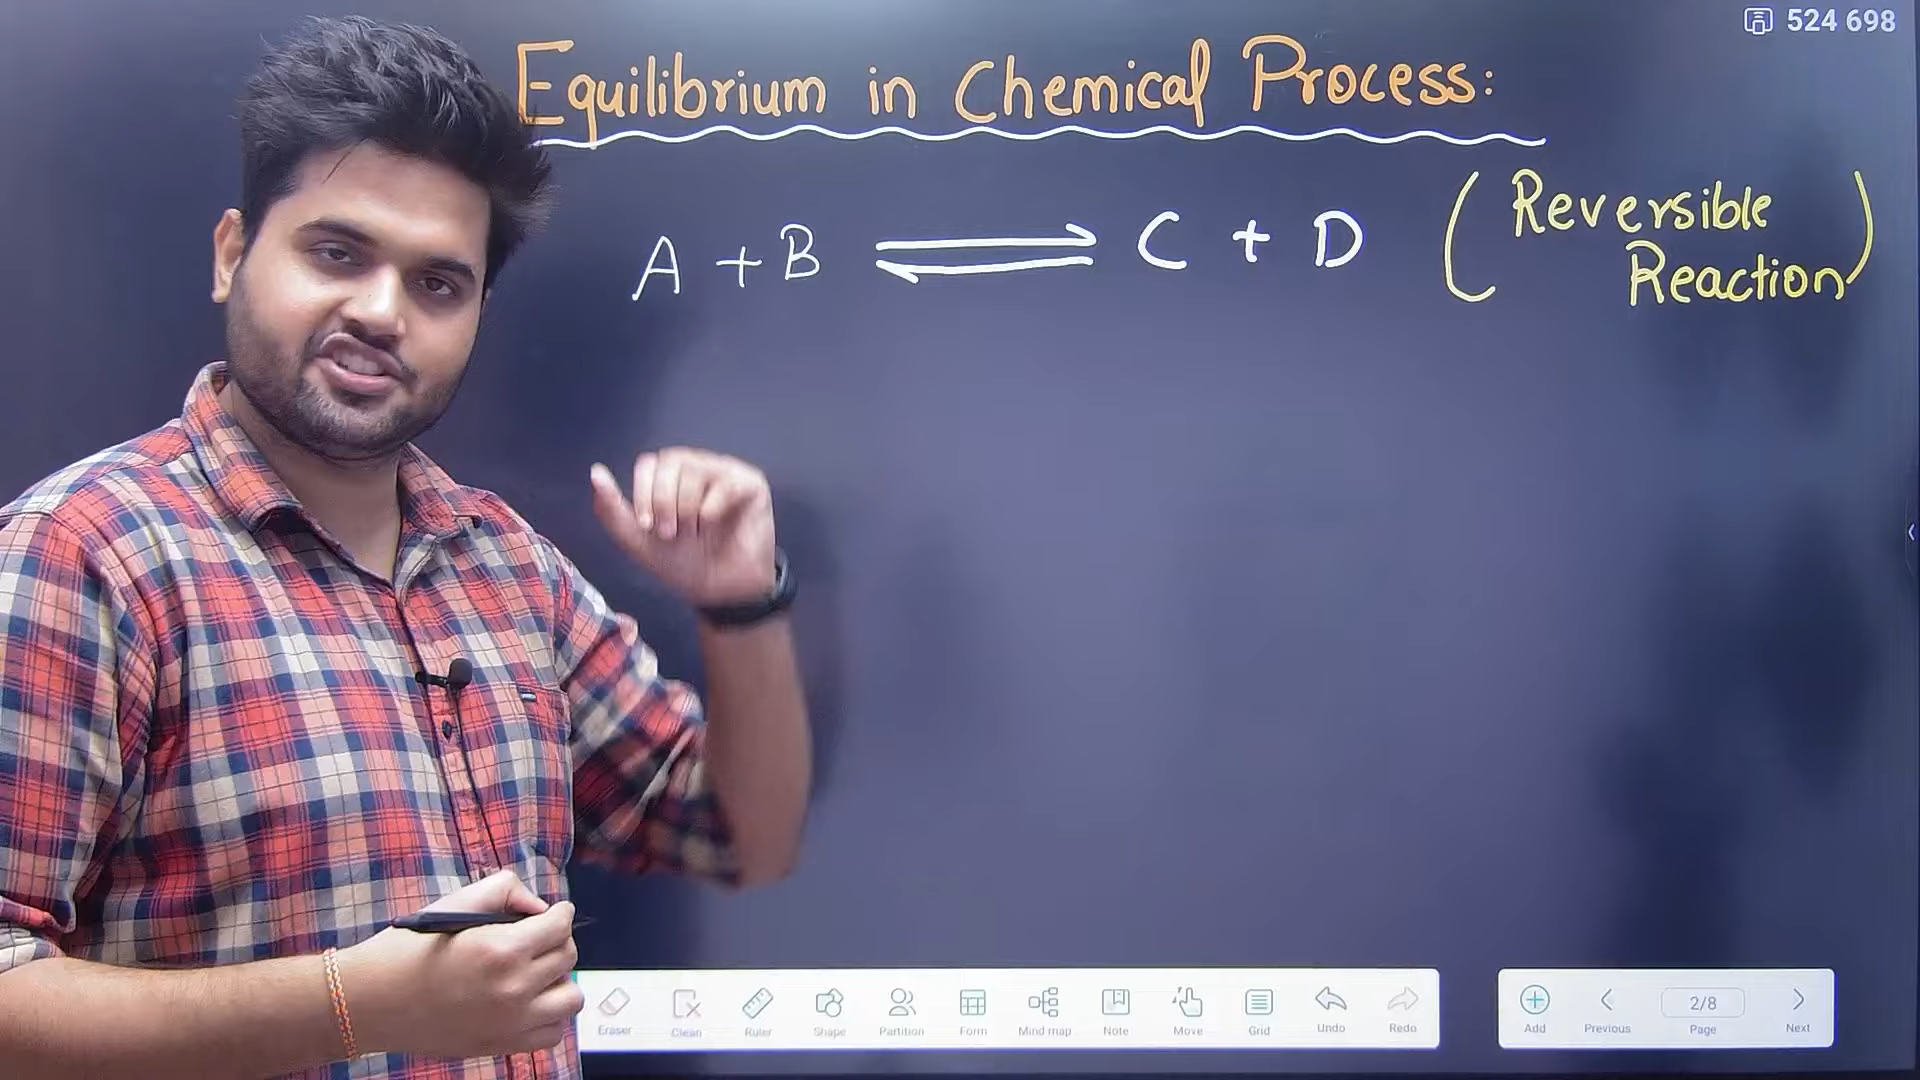 524 698
Equilibrium in Chemical Process:
A + B ⇌ C + D (Reversible
Reaction)
Eraser Clean Ruler Shape Partition Form Mind map Note Move Grid Undo Redo
2/8
Add Previous Page Next